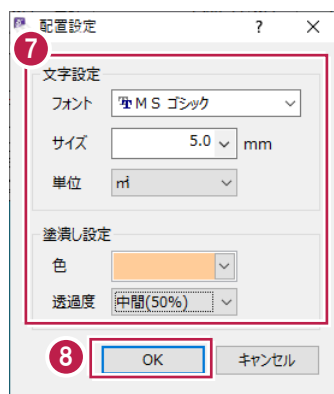 配置設定 ? ×
7
文字設定
フォント MS ゴシック
サイズ 5.0 mm
単位 ㎡
塗潰し設定
色
透過度 中間(50%)
8 OK キャンセル